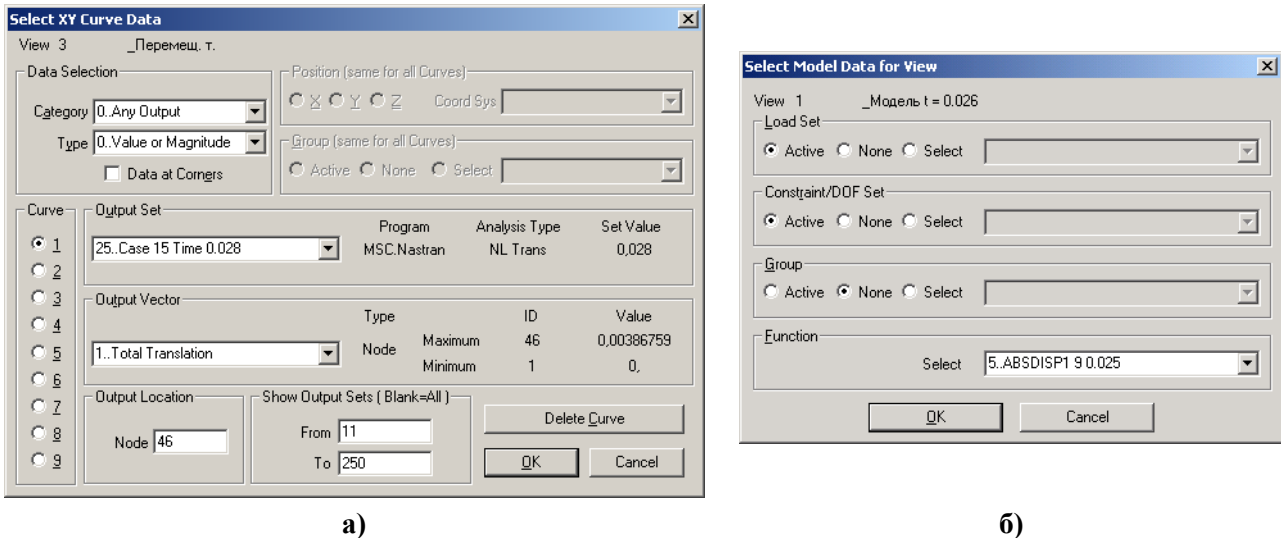 Select XY Curve Data
View 3 _Перемещ. т.
Data Selection
Category 0..Any Output
Type 0..Value or Magnitude
Data at Corners
Position (same for all Curves)
X Y Z Coord Sys
Group (same for all Curves)
Active None Select
Curve
1
2
3
4
5
6
7
8
9
Output Set
Program Analysis Type Set Value
25..Case 15 Time 0.028 MSC.Nastran NL Trans 0,028
Output Vector
Type ID Value
1..Total Translation Node Maximum 46 0,00386759
Minimum 1 0,
Output Location
Node 46
Show Output Sets ( Blank=All )
From 11
To 250
Delete Curve
OK Cancel
а)
Select Model Data for View
View 1 _Модель t = 0.026
Load Set
Active None Select
Constraint/DOF Set
Active None Select
Group
Active None Select
Function
Select 5..ABSDISP1 9 0.025
OK Cancel
б)